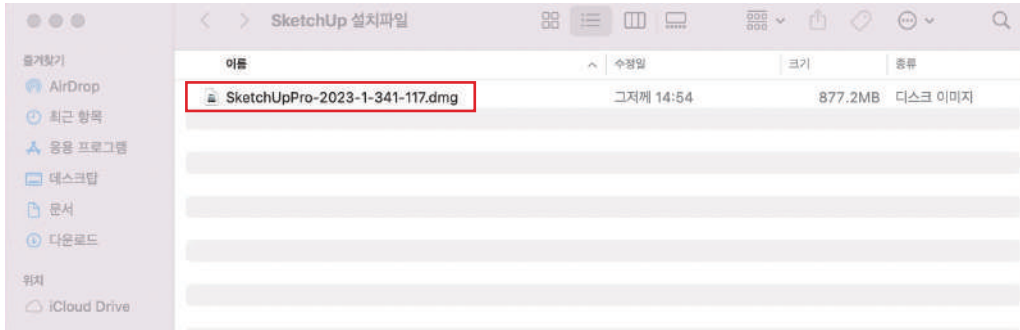 SketchUp 설치파일
즐겨찾기
AirDrop
최근 항목
응용 프로그램
데스크탑
문서
다운로드
위치
iCloud Drive
이름 수정일 크기 종류
SketchUpPro-2023-1-341-117.dmg 그저께 14:54 877.2MB 디스크 이미지